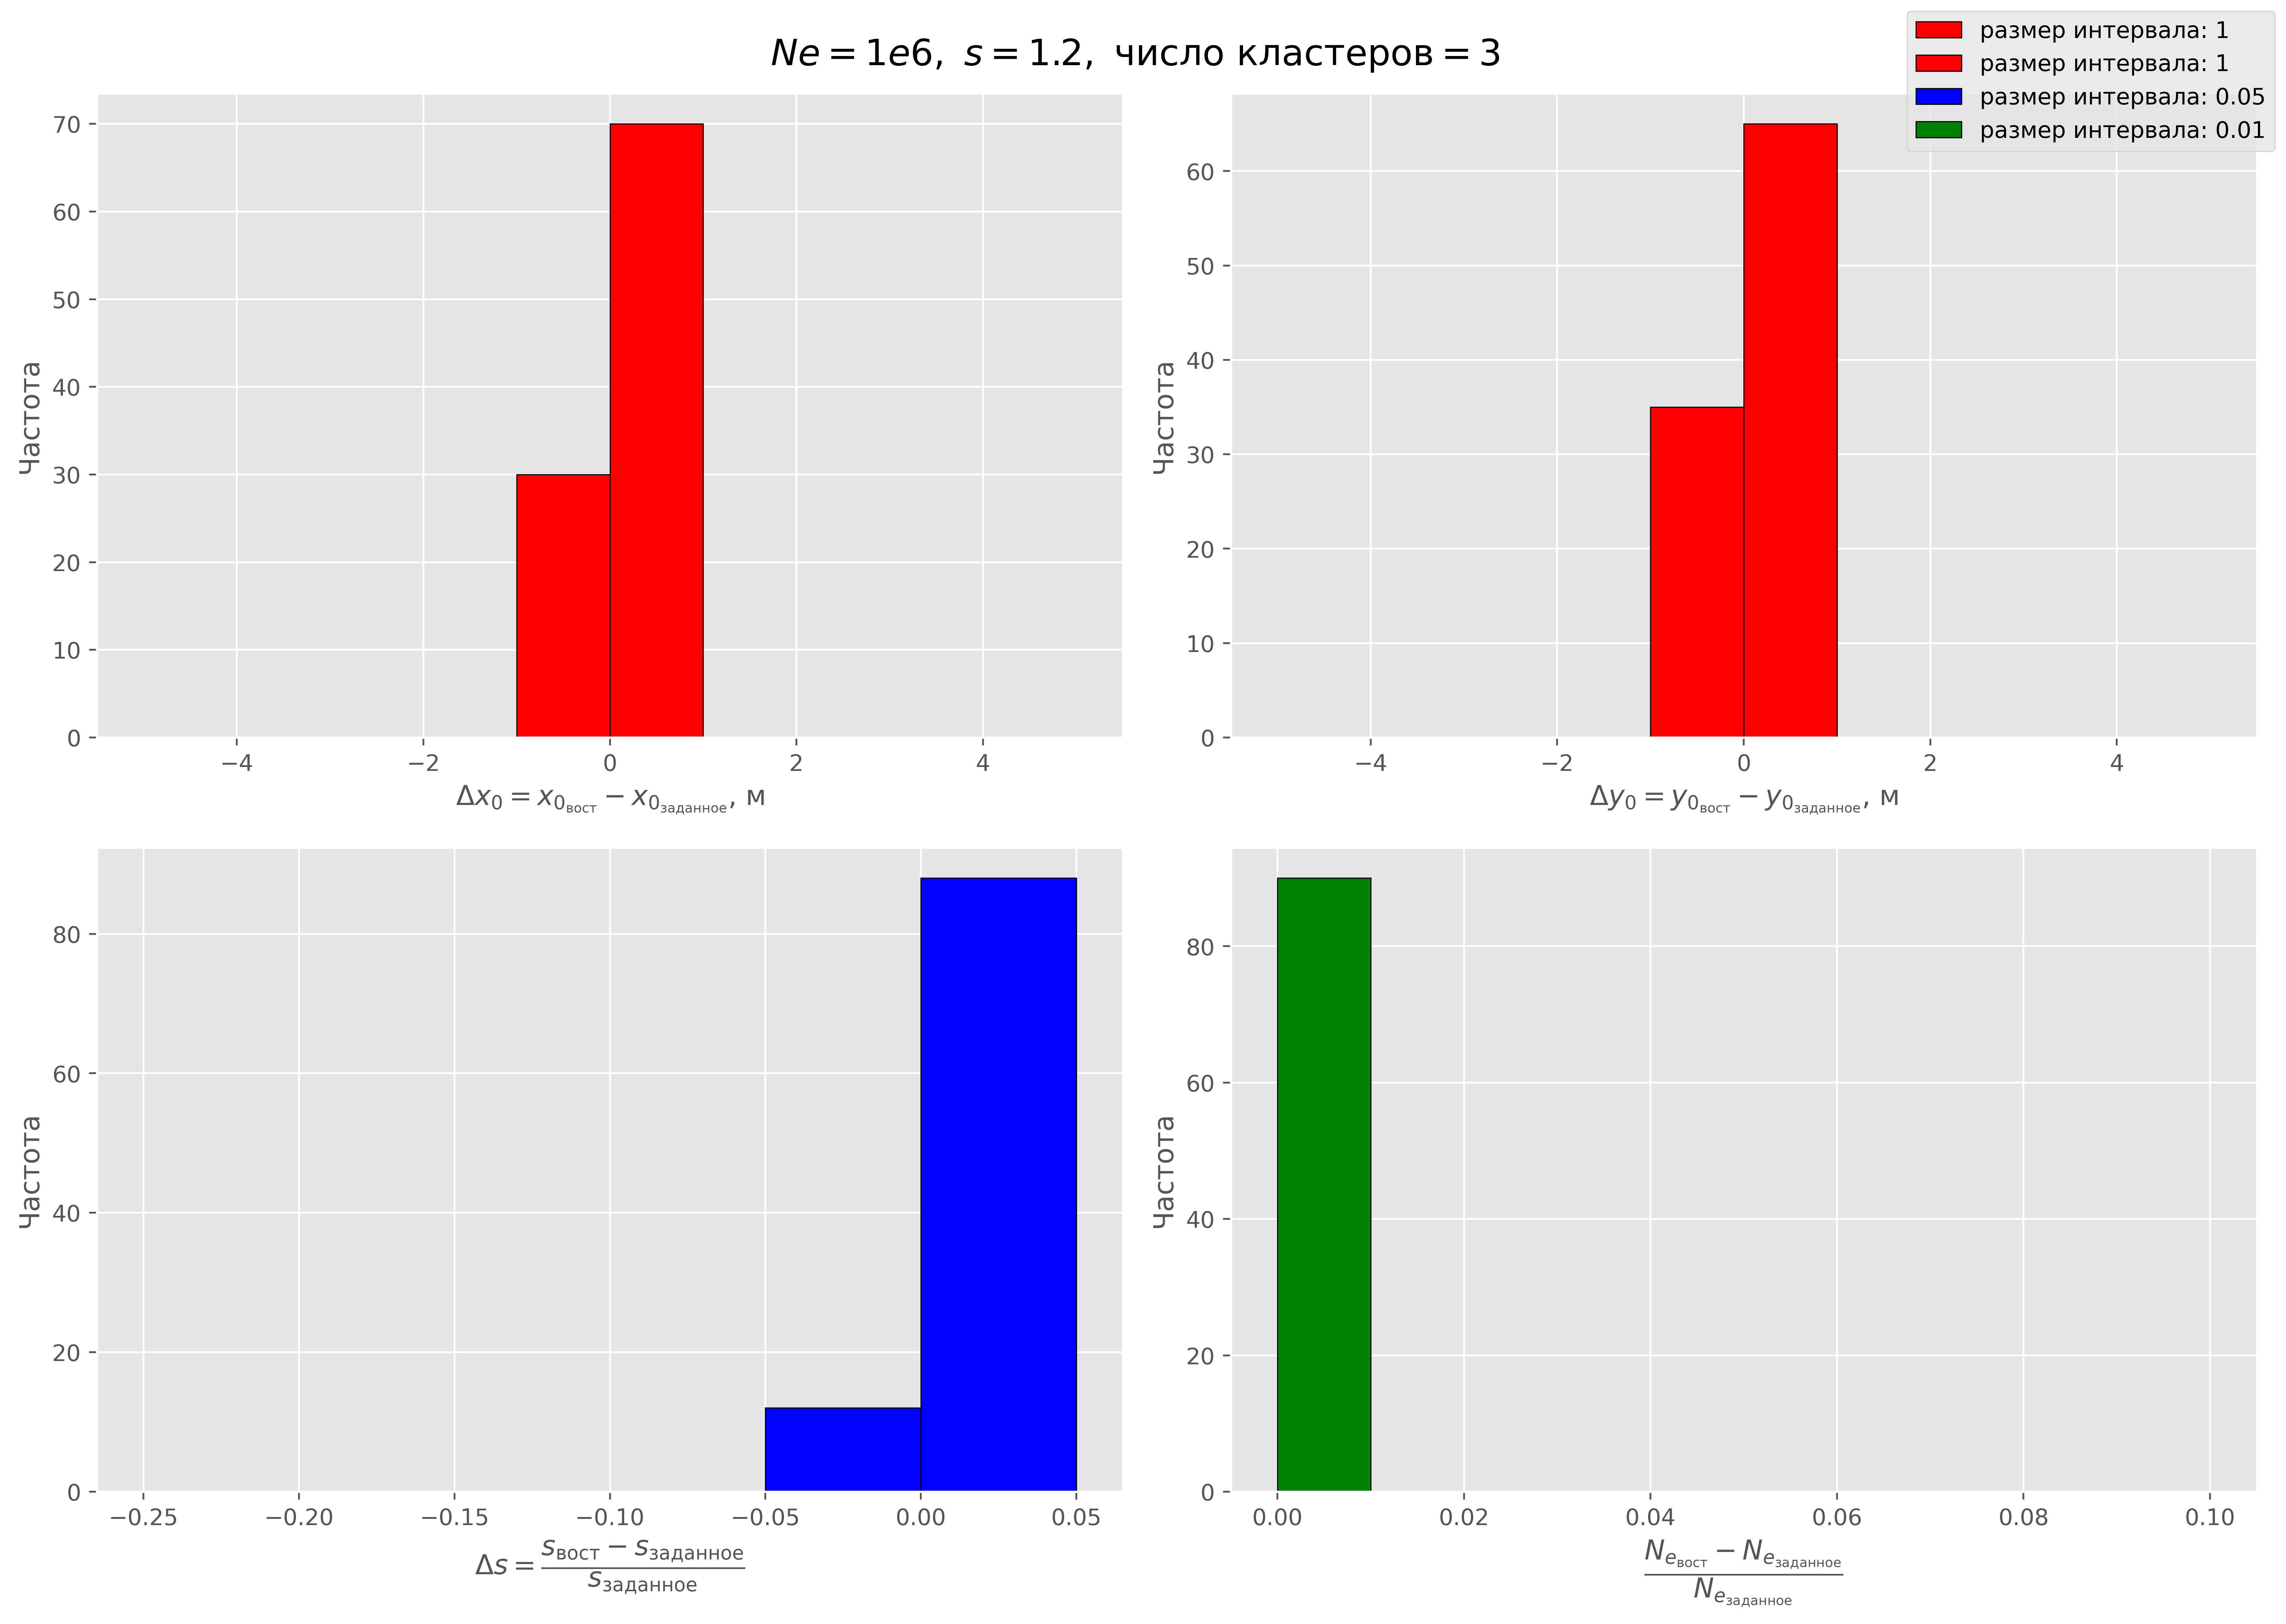 Ne = 1e6, s = 1.2, число кластеров = 3
размер интервала: 1
размер интервала: 1
размер интервала: 0.05
размер интервала: 0.01
Частота
70
60
50
40
30
20
10
0
−4 −2 0 2 4
Δx₀ = x₀вост − x₀заданное, м
Частота
60
50
40
30
20
10
0
−4 −2 0 2 4
Δy₀ = y₀вост − y₀заданное, м
Частота
80
60
40
20
0
−0.25 −0.20 −0.15 −0.10 −0.05 0.00 0.05
sвост − sзаданное
Δs =
sзаданное
Частота
80
60
40
20
0
0.00 0.02 0.04 0.06 0.08 0.10
Neвост − Neзаданное
Neзаданное